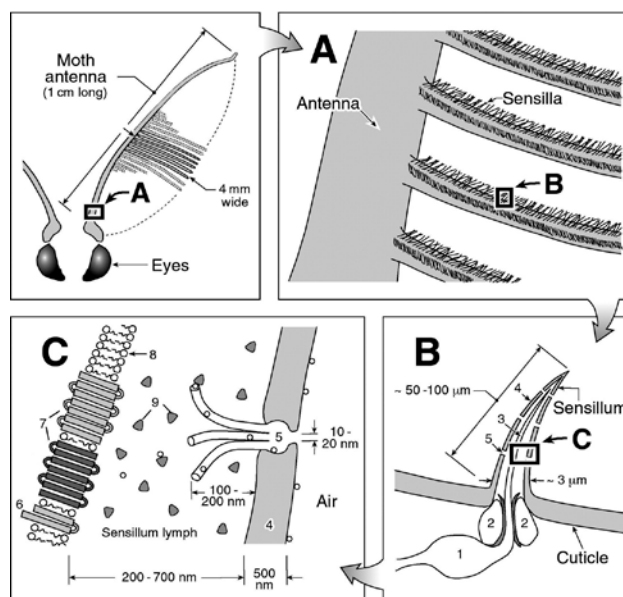 Moth
antenna
(1 cm long)
4 mm
wide
A
Eyes
A
Antenna
Sensilla
B
C
8
7
9
6
5
10-
20 nm
100 -
200 nm
Air
4
Sensillum lymph
200 - 700 nm
500
nm
B
~ 50 -100 µm
4
Sensillum
3
5
C
~ 3 µm
2
2
1
Cuticle